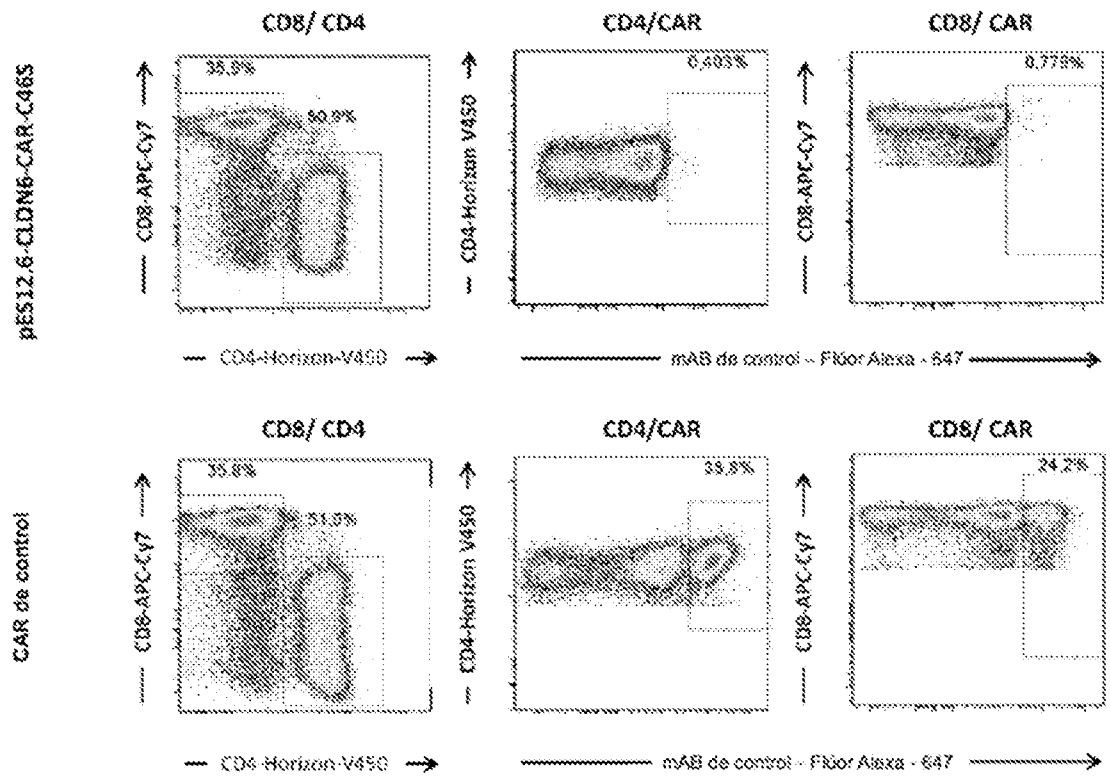 CD8/ CD4
CD4/CAR
CD8/ CAR
pES12.6-CLDN6-CAR-C46S
CD8-APC-Cy7
35,9%
50,9%
CD4-Horizon V450
0,403%
CD8-APC-Cy7
0,779%
CD4-Horizon-V450
mAB de control – Flúor Alexa - 647
CD8/ CD4
CD4/CAR
CD8/ CAR
CAR de control
CD8-APC-Cy7
35,8%
51,0%
CD4-Horizon V450
CD8-APC-Cy7
24,2%
CD4-Horizon-V450
mAB de control – Flúor Alexa - 647